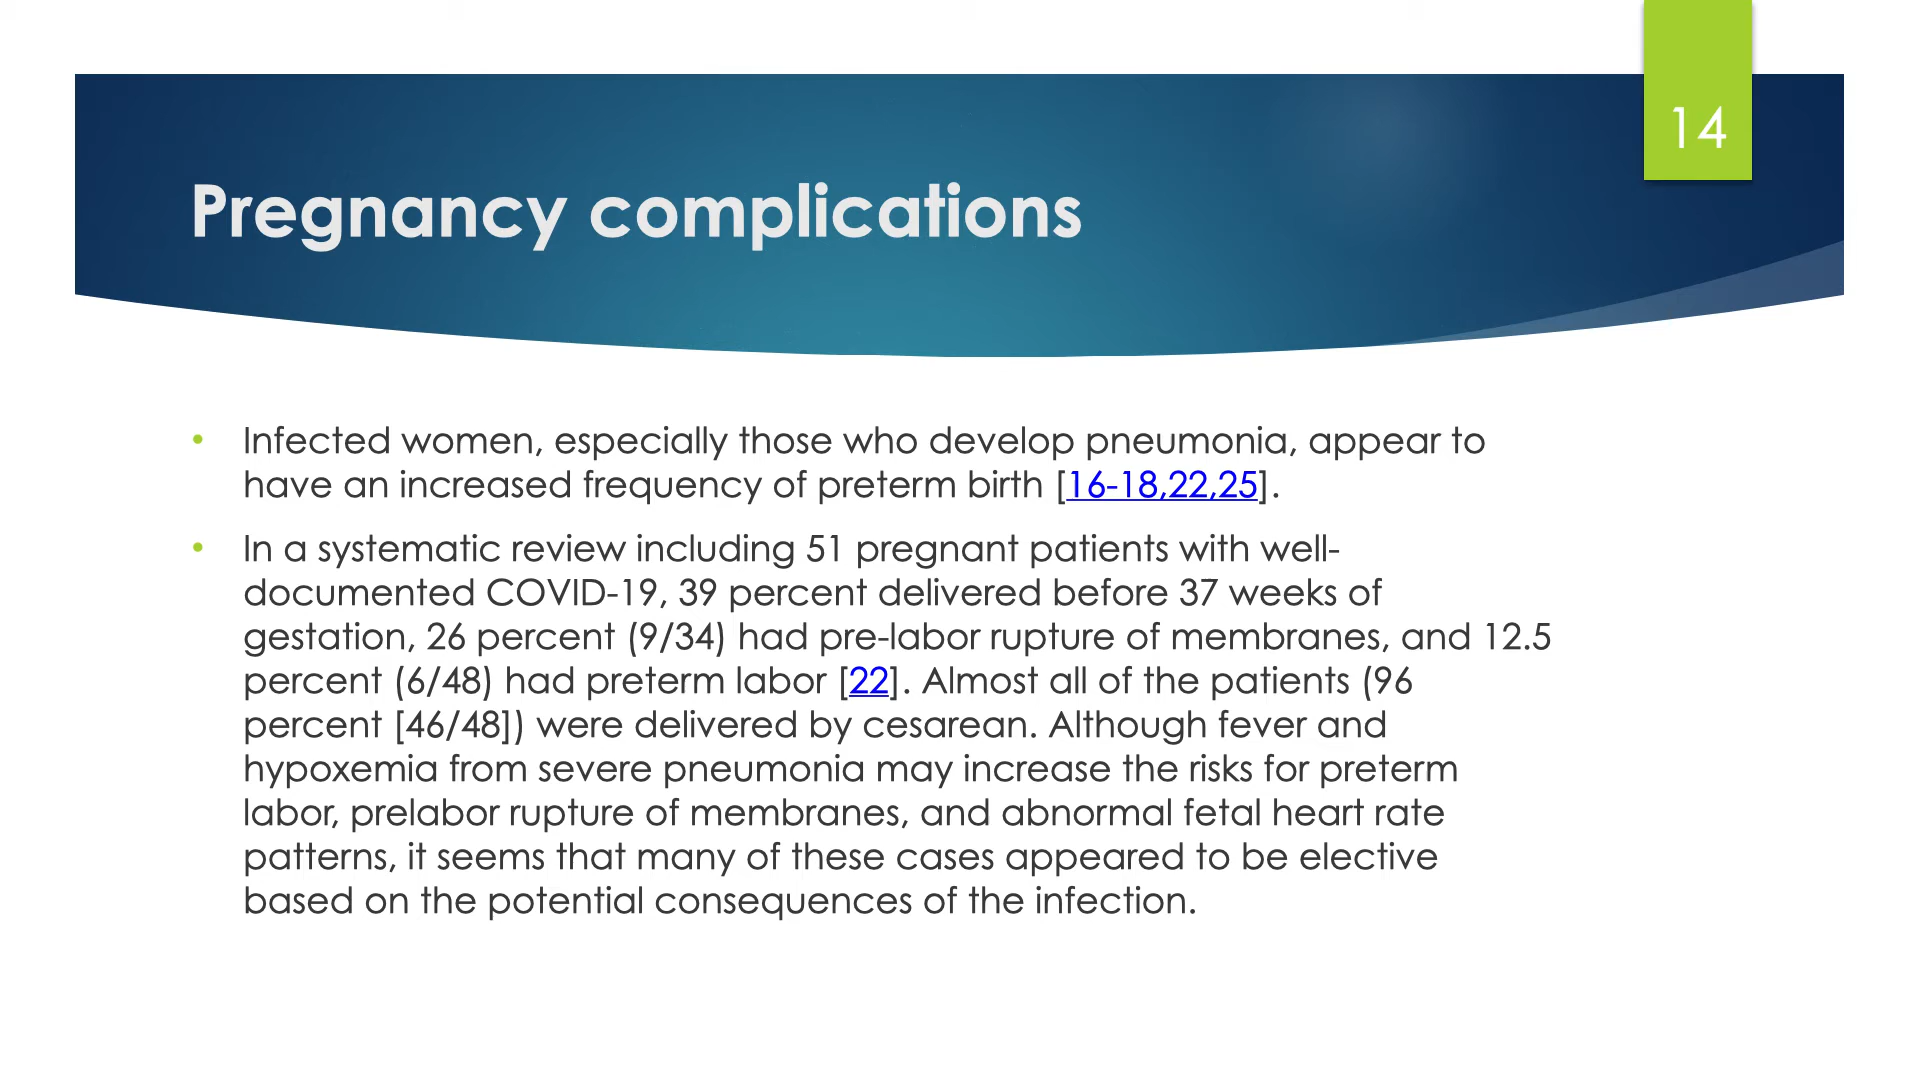 14
Pregnancy complications
• Infected women, especially those who develop pneumonia, appear to
have an increased frequency of preterm birth [16-18,22,25].
• In a systematic review including 51 pregnant patients with well-
documented COVID-19, 39 percent delivered before 37 weeks of
gestation, 26 percent (9/34) had pre-labor rupture of membranes, and 12.5
percent (6/48) had preterm labor [22]. Almost all of the patients (96
percent [46/48]) were delivered by cesarean. Although fever and
hypoxemia from severe pneumonia may increase the risks for preterm
labor, prelabor rupture of membranes, and abnormal fetal heart rate
patterns, it seems that many of these cases appeared to be elective
based on the potential consequences of the infection.